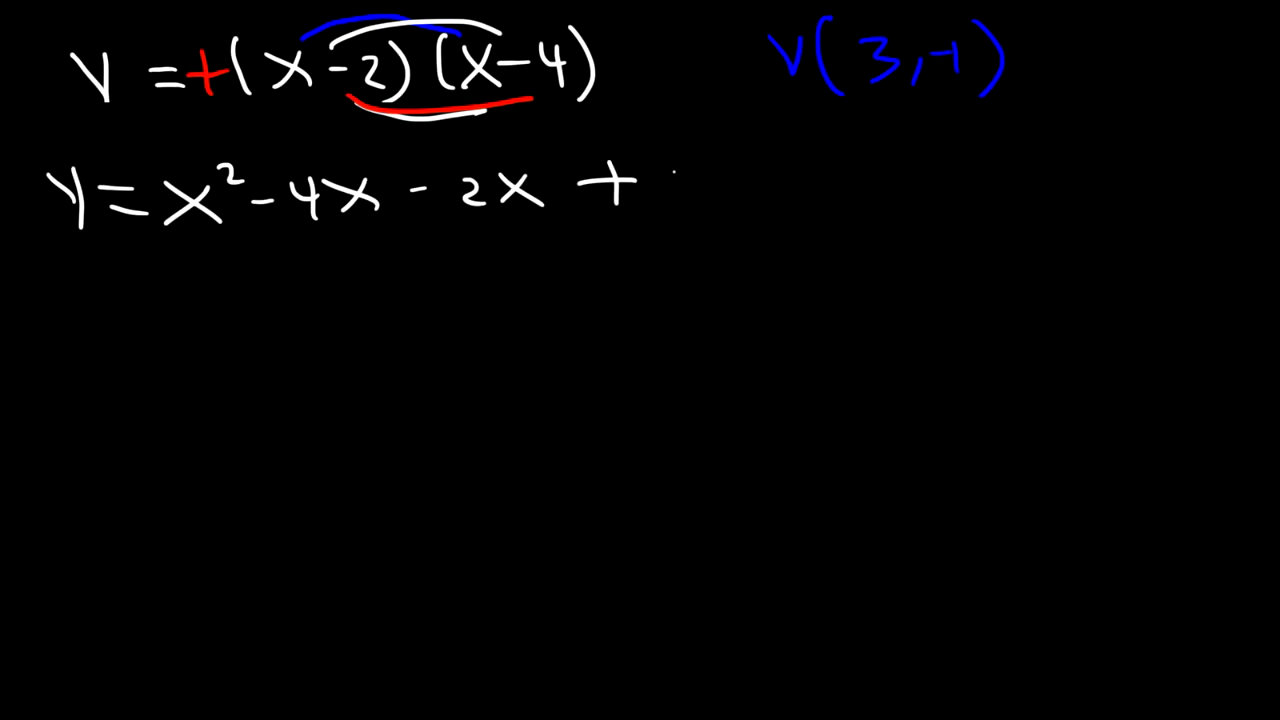 y = +(x - 2)(x - 4) V(3, -1)
y = x² - 4x - 2x +